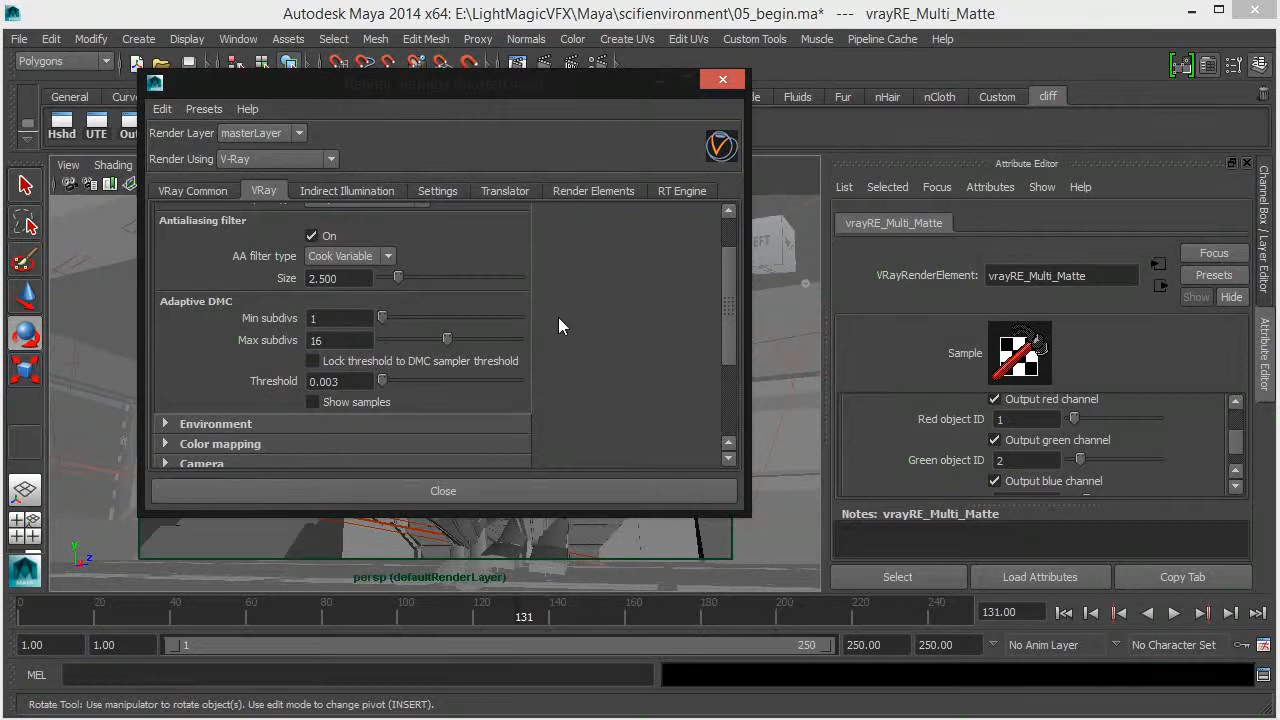 Autodesk Maya 2014 x64: E:\LightMagicVFX\Maya\scifienvironment\05_begin.ma* --- vrayRE_Multi_Matte
File Edit Modify Create Display Window Assets Select Mesh Edit Mesh Proxy Normals Color Create UVs Edit UVs Custom Tools Muscle Pipeline Cache Help
Polygons
General Curv Fluids Fur nHair nCloth Custom cliff
Hshd UTE Out
View Shading
Edit Presets Help
Render Layer masterLayer
Render Using V-Ray
VRay Common VRay Indirect Illumination Settings Translator Render Elements RT Engine
Antialiasing filter
On
AA filter type Cook Variable
Size 2.500
Adaptive DMC
Min subdivs 1
Max subdivs 16
Lock threshold to DMC sampler threshold
Threshold 0.003
Show samples
Environment
Color mapping
Camera
Close
Attribute Editor
List Selected Focus Attributes Show Help
vrayRE_Multi_Matte
Focus
VRayRenderElement: vrayRE_Multi_Matte
Presets
Show Hide
Sample
Output red channel
Red object ID 1
Output green channel
Green object ID 2
Output blue channel
Notes: vrayRE_Multi_Matte
Select Load Attributes Copy Tab
Channel Box / Layer Editor
Attribute Editor
y
z
persp (defaultRenderLayer)
0 20 40 60 80 100 120 131 140 160 180 200 220 240
131.00
1.00 1.00 1 250 250.00 250.00 No Anim Layer No Character Set
MEL
Rotate Tool: Use manipulator to rotate object(s). Use edit mode to change pivot (INSERT).